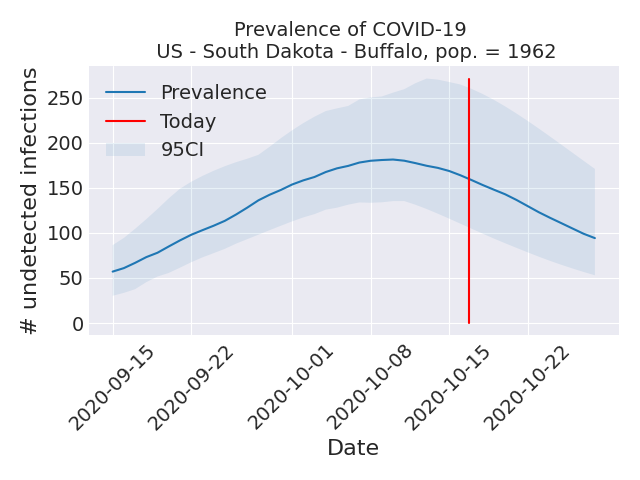 Prevalence of COVID-19
US - South Dakota - Buffalo, pop. = 1962
# undetected infections
250
200
150
100
50
0
Prevalence
Today
95CI
2020-09-15
2020-09-22
2020-10-01
2020-10-08
2020-10-15
2020-10-22
Date